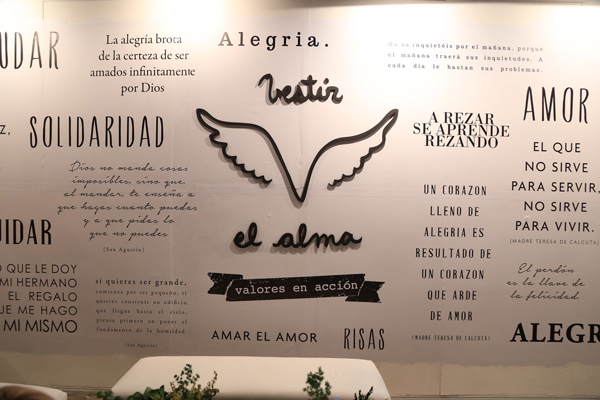 UDAR
La alegría brota
de la certeza de ser
amados infinitamente
por Dios
z,
SOLIDARIDAD
Dios no manda cosas
imposibles, sino que,
al mandar, te enseña a
que hagas cuanto puedas
y a que pidas lo
que no puedes
(San Agustín)
UIDAR
O QUE LE DOY
MI HERMANO
EL REGALO
QUE ME HAGO
MI MISMO
si quieres ser grande,
comienza por ser pequeño, si
quieres construir un edificio
que llegue hasta el cielo,
piensa primero en poner el
fundamento de la humildad.
(San Agustín)
Alegria.
Vestir
el alma
valores en acción
AMAR EL AMOR
RISAS
No os inquietéis por el mañana, porque
el mañana traerá sus inquietudes. A
cada día le bastan sus problemas.
A REZAR
SE APRENDE
REZANDO
UN CORAZON
LLENO DE
ALEGRIA ES
RESULTADO DE
UN CORAZON
QUE ARDE
DE AMOR
(MADRE TERESA DE CALCUTA)
AMOR
EL QUE
NO SIRVE
PARA SERVIR,
NO SIRVE
PARA VIVIR.
(MADRE TERESA DE CALCUTA)
El perdón
es la llave de
la felicidad
ALEGR